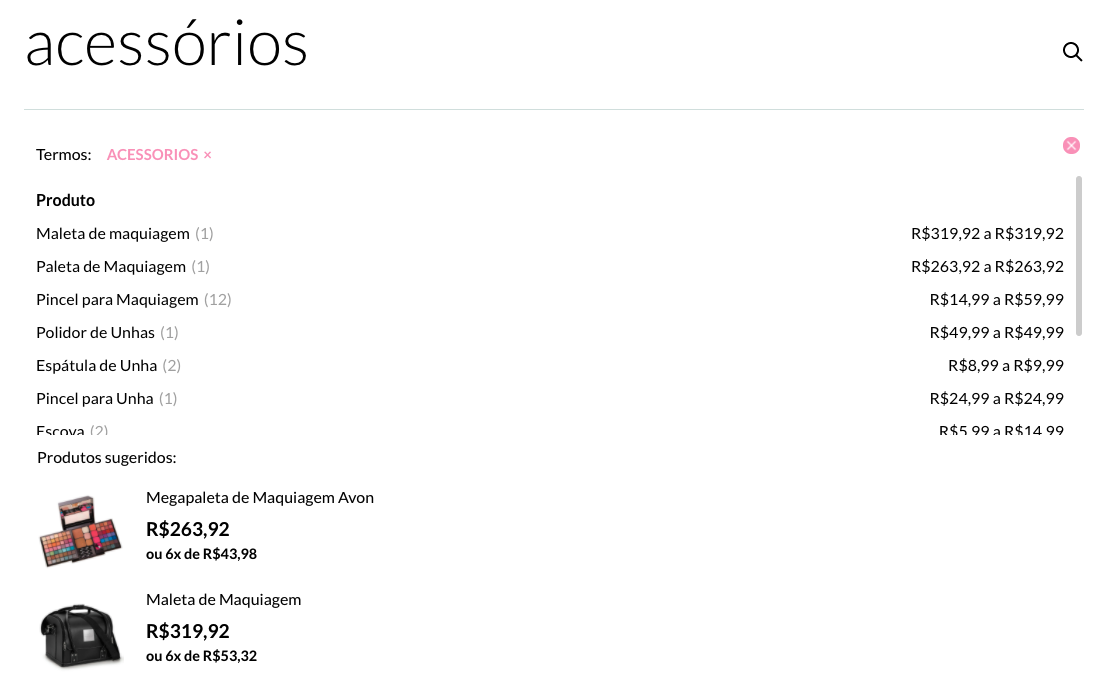 acessórios
Termos: ACESSORIOS ×
Produto
Maleta de maquiagem (1) R$319,92 a R$319,92
Paleta de Maquiagem (1) R$263,92 a R$263,92
Pincel para Maquiagem (12) R$14,99 a R$59,99
Polidor de Unhas (1) R$49,99 a R$49,99
Espátula de Unha (2) R$8,99 a R$9,99
Pincel para Unha (1) R$24,99 a R$24,99
Escova (2) R$5,99 a R$14,99
Produtos sugeridos:
Megapaleta de Maquiagem Avon
R$263,92
ou 6x de R$43,98
Maleta de Maquiagem
R$319,92
ou 6x de R$53,32